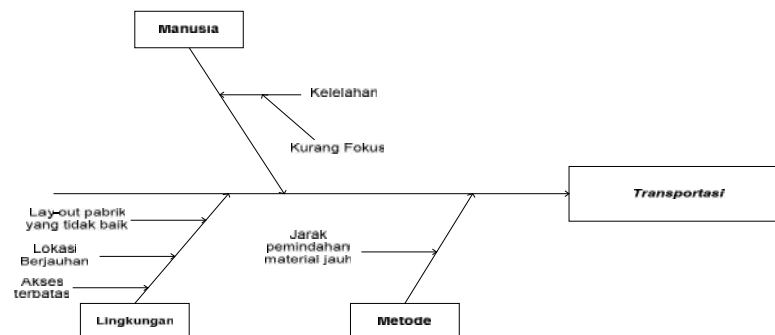 Manusia
Kelelahan
Kurang Fokus
Transportasi
Lay-out pabrik
yang tidak baik
Lokasi
Berjauhan
Akses
terbatas
Jarak
pemindahan
material jauh
Lingkungan
Metode